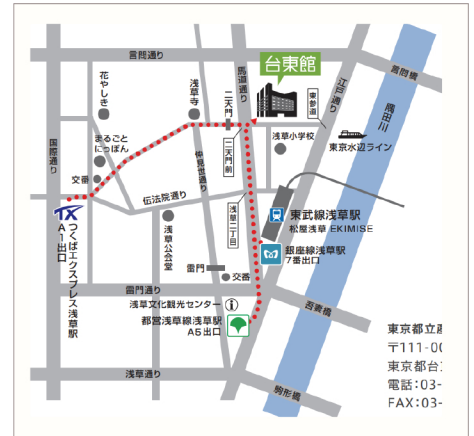 言問通り
台東館
言問橋
花やしき
浅草寺
二天門
馬道通り
東参道
江戸通り
隅田川
国際通り
まるごとにっぽん
二天門前
浅草小学校
東京水辺ライン
交番
仲見世通り
伝法院通り
TX
つくばエクスプレス浅草駅
A1出口
浅草公会堂
浅草二丁目
東武線浅草駅
松屋浅草 EKIMISE
銀座線浅草駅
7番出口
雷門
交番
雷門通り
浅草文化観光センター
都営浅草線浅草駅
A5出口
吾妻橋
浅草通り
駒形橋
東京都立産
〒111-00
東京都台
電話:03-
FAX:03-